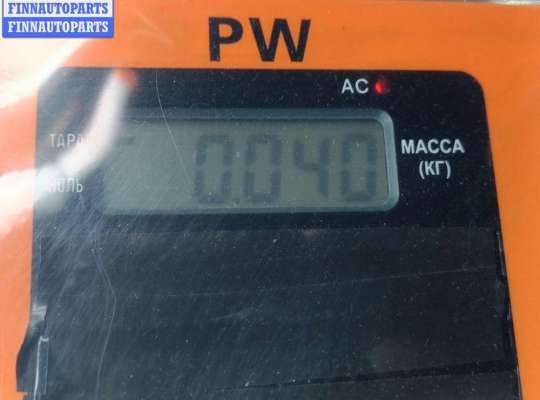 FINNAUTOPARTS
FINNAUTOPARTS
PW
AC
ТАРА
0040
МАССА
(КГ)
НОЛЬ